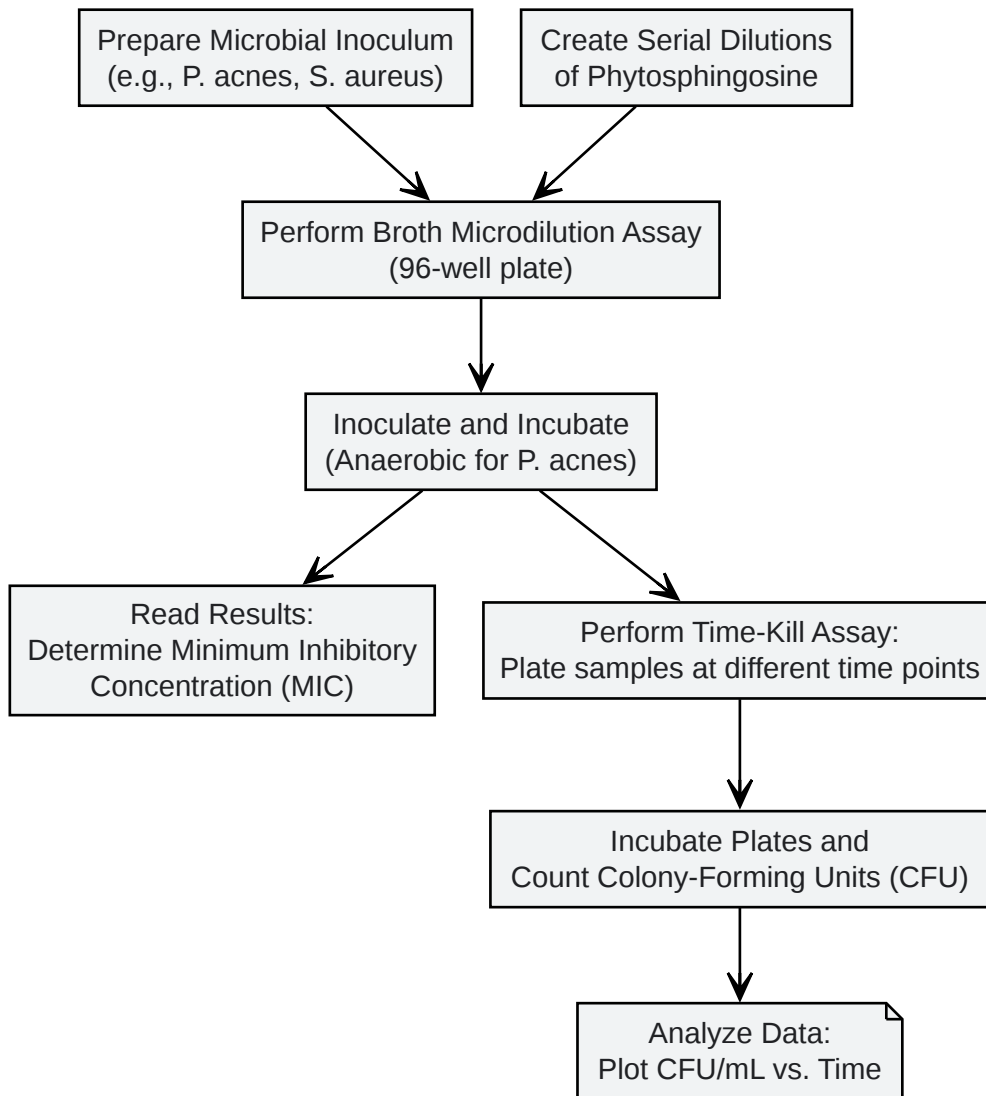 Prepare Microbial Inoculum
(e.g., P. acnes, S. aureus)
Create Serial Dilutions
of Phytosphingosine
Perform Broth Microdilution Assay
(96-well plate)
Inoculate and Incubate
(Anaerobic for P. acnes)
Read Results:
Determine Minimum Inhibitory
Concentration (MIC)
Perform Time-Kill Assay:
Plate samples at different time points
Incubate Plates and
Count Colony-Forming Units (CFU)
Analyze Data:
Plot CFU/mL vs. Time